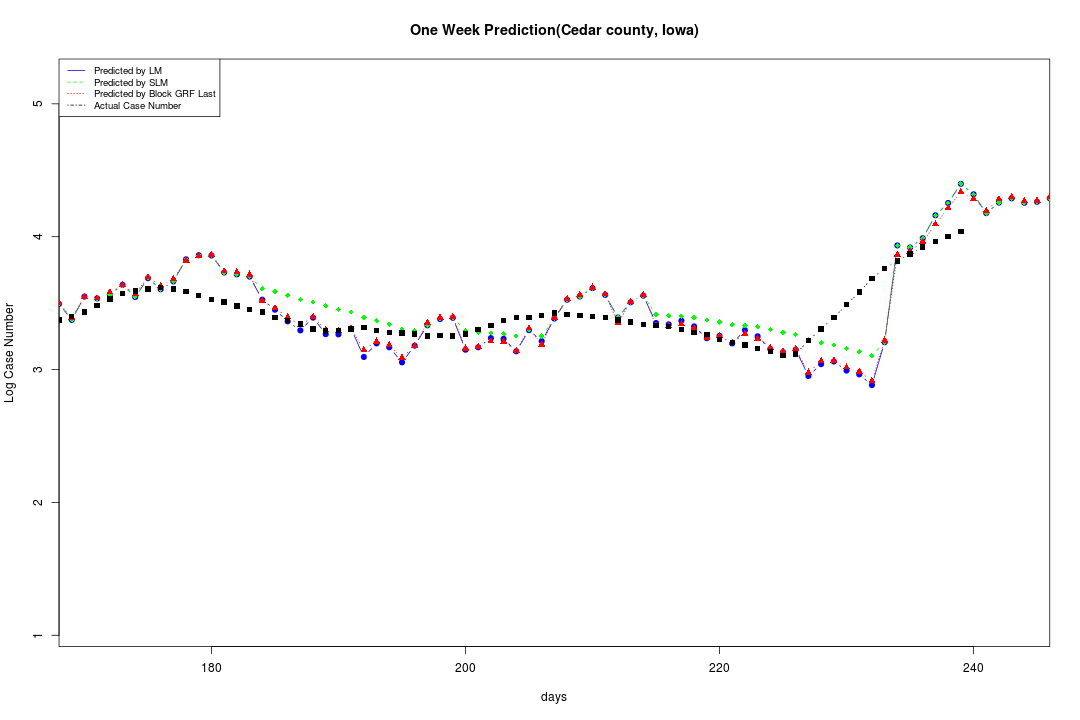 One Week Prediction(Cedar county, Iowa)
Predicted by LM
Predicted by SLM
Predicted by Block GRF Last
Actual Case Number
5
4
3
2
1
Log Case Number
180 200 220 240
days